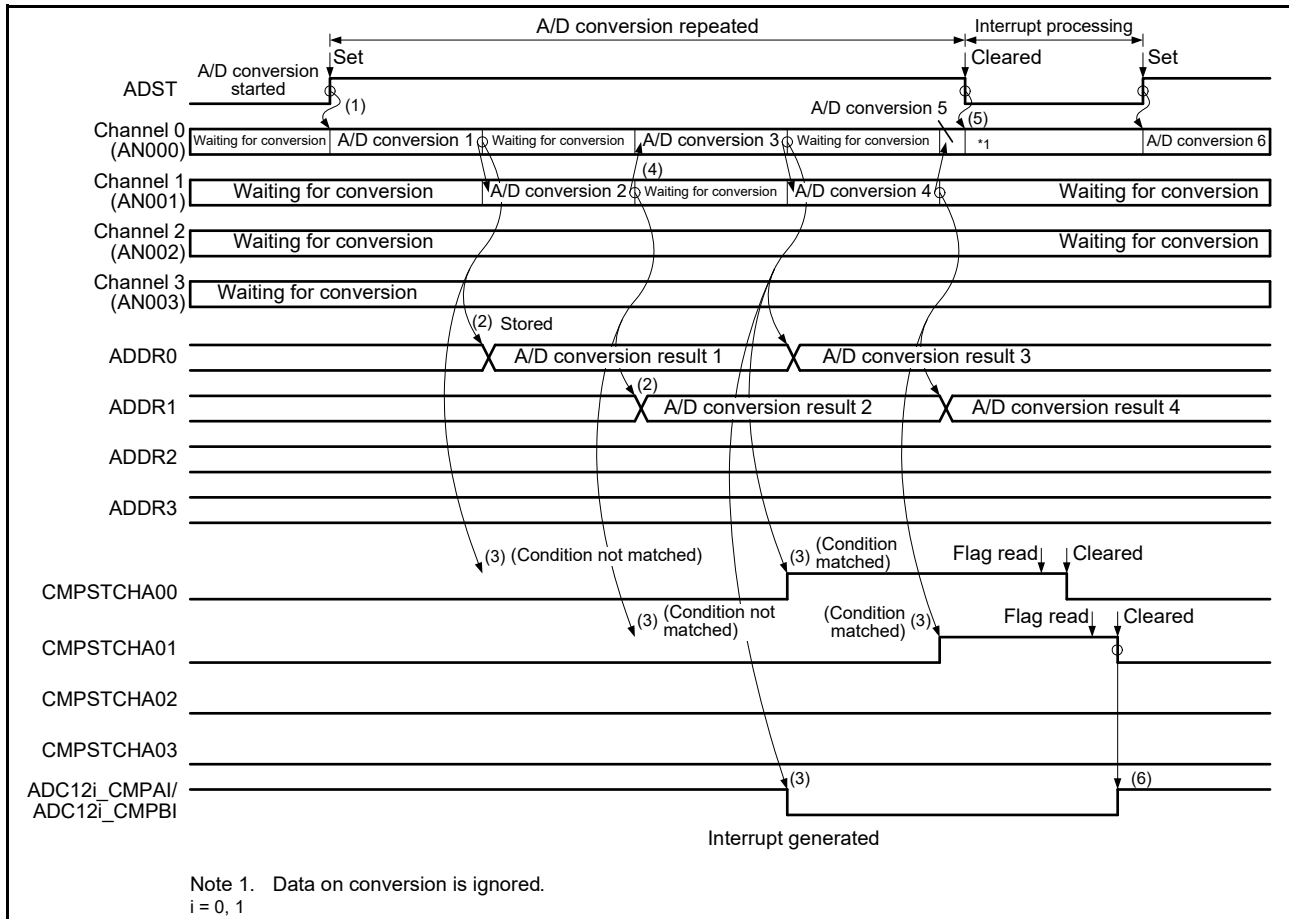 A/D conversion repeated
Interrupt processing
Set
Cleared
Set
A/D conversion
started
ADST
(1)
A/D conversion 5
(5)
Channel 0
(AN000)
Waiting for conversion
A/D conversion 1
Waiting for conversion
A/D conversion 3
Waiting for conversion
*1
A/D conversion 6
(4)
Channel 1
(AN001)
Waiting for conversion
A/D conversion 2
Waiting for conversion
A/D conversion 4
Waiting for conversion
Channel 2
(AN002)
Waiting for conversion
Waiting for conversion
Channel 3
(AN003)
Waiting for conversion
(2) Stored
ADDR0
A/D conversion result 1
A/D conversion result 3
(2)
ADDR1
A/D conversion result 2
A/D conversion result 4
ADDR2
ADDR3
(3) (Condition not matched)
(3) (Condition
matched)
Flag read
Cleared
CMPSTCHA00
(3) (Condition not
matched)
(Condition (3)
matched)
Flag read
Cleared
CMPSTCHA01
CMPSTCHA02
CMPSTCHA03
ADC12i_CMPAI/
ADC12i_CMPBI
(3)
(6)
Interrupt generated
Note 1. Data on conversion is ignored.
i = 0, 1